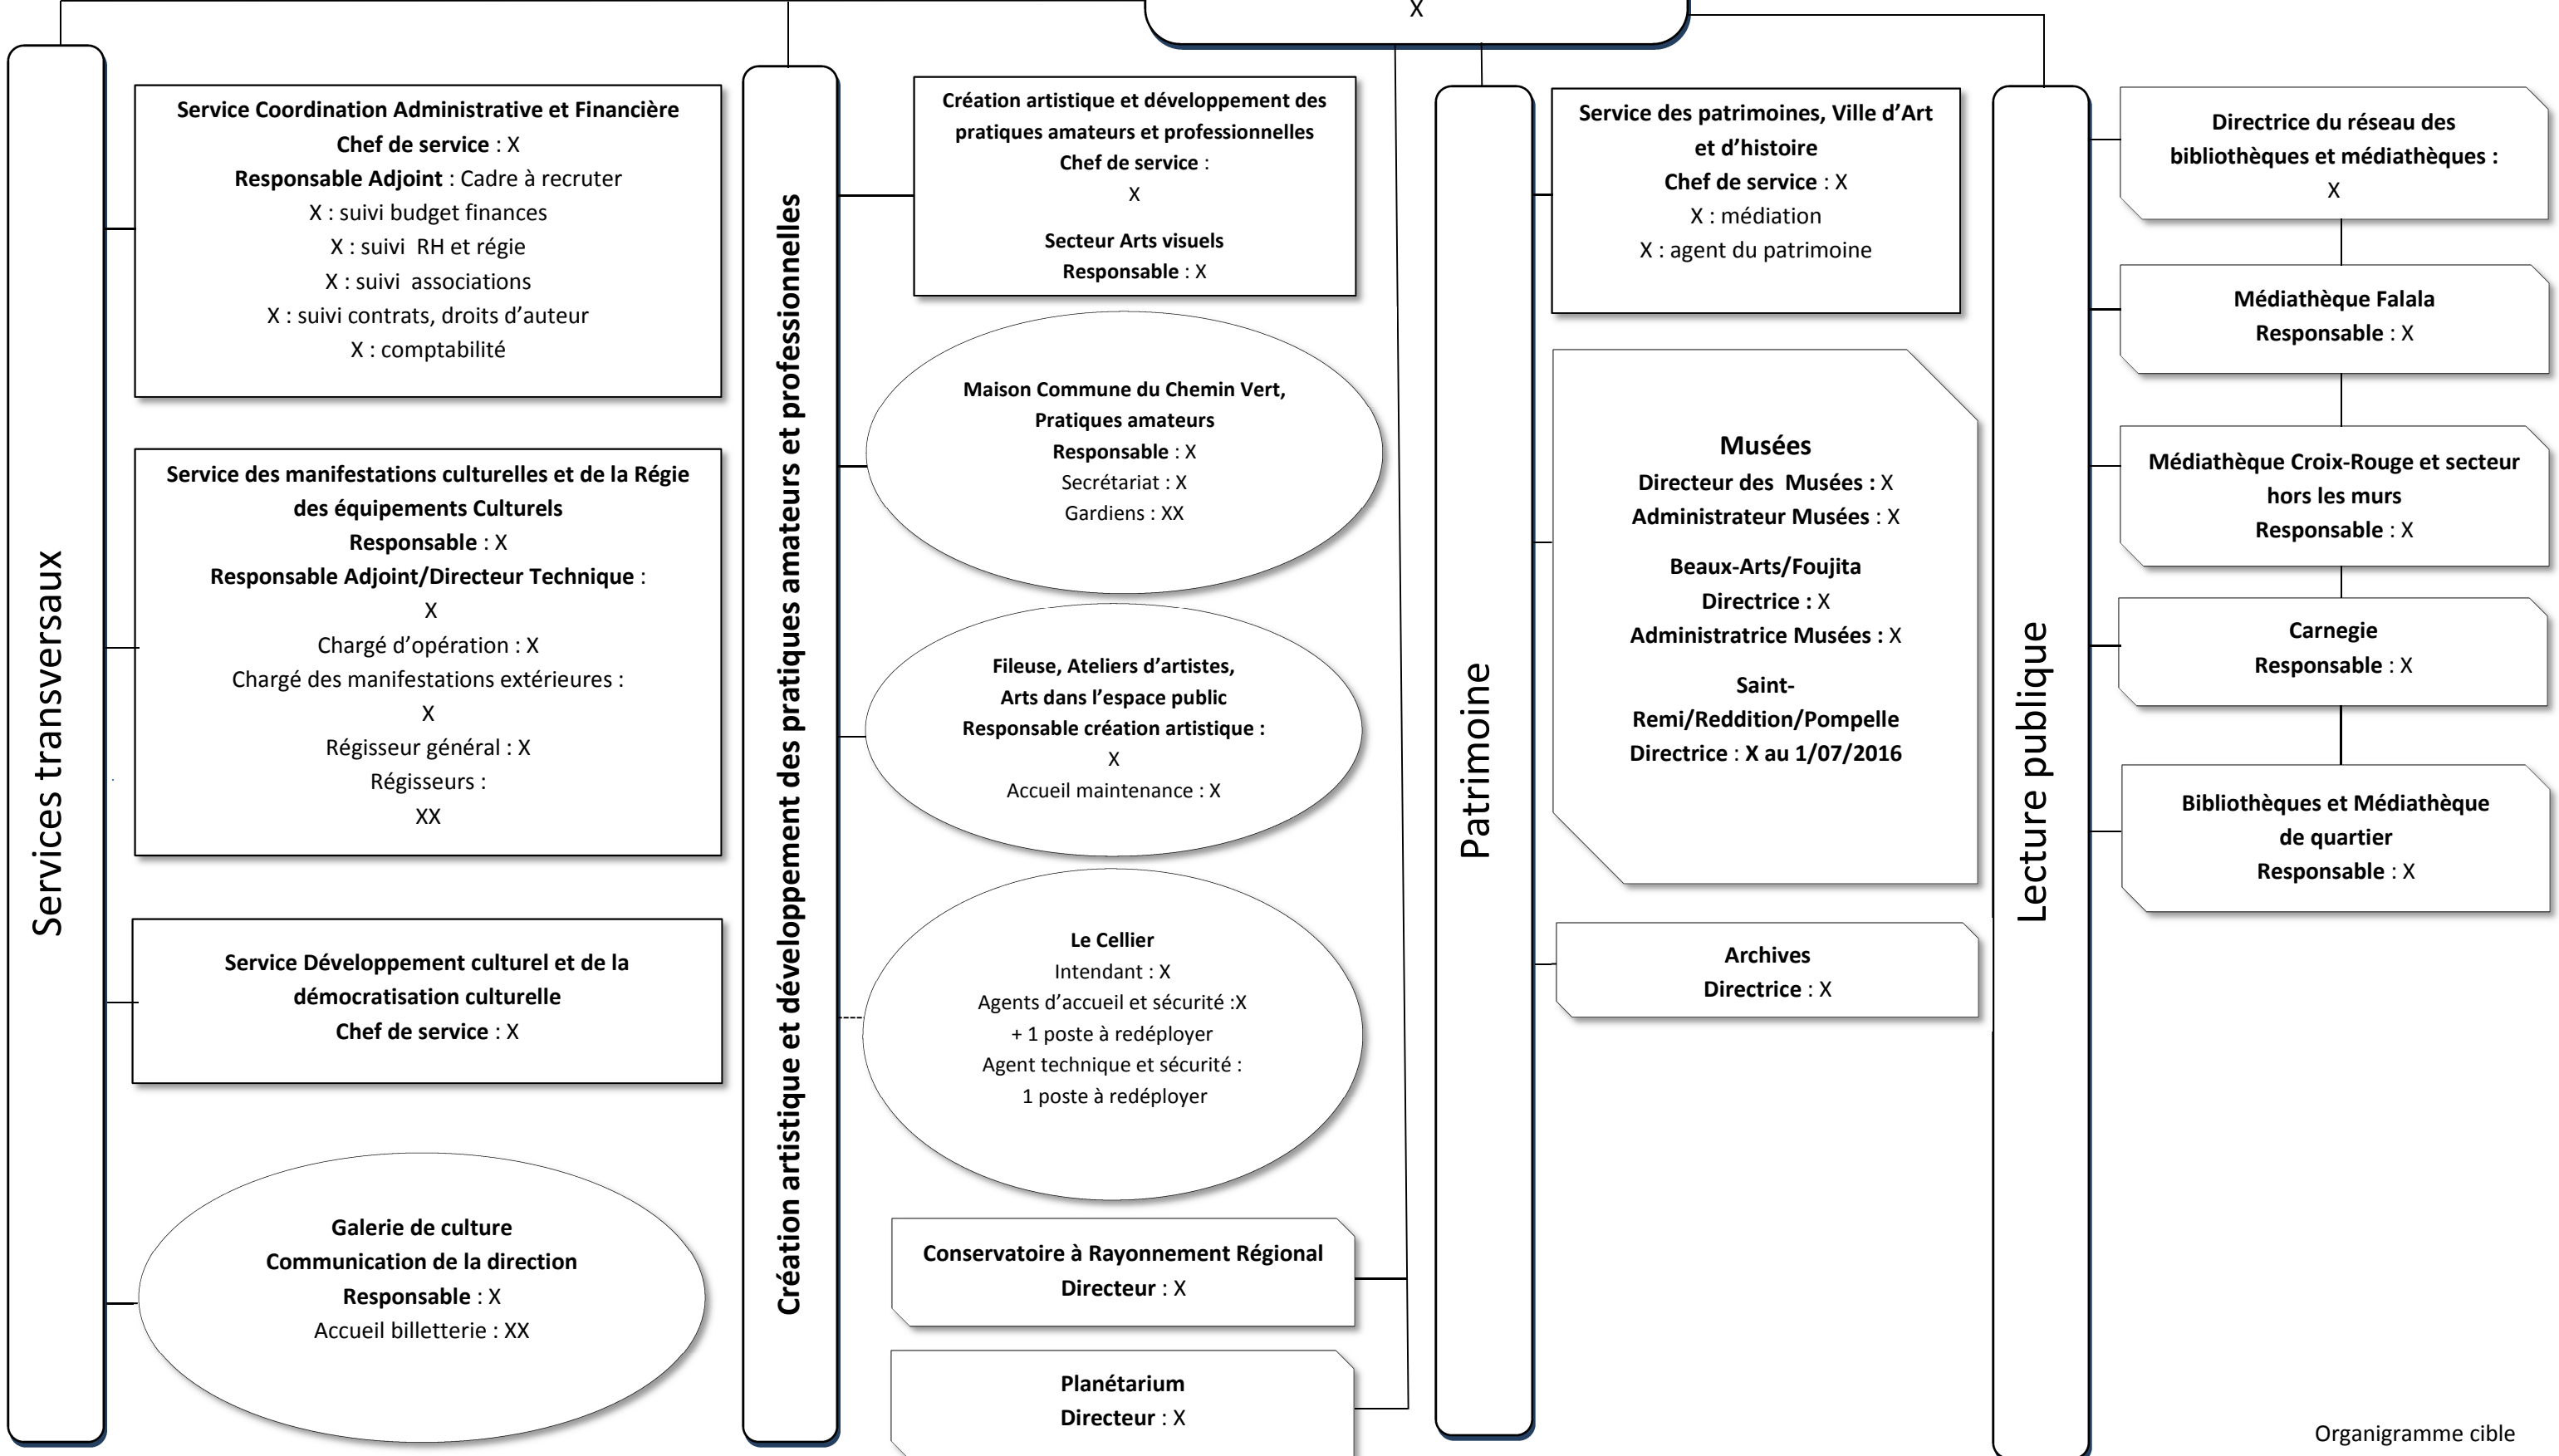 X
Services transversaux
Service Coordination Administrative et Financière
Chef de service : X
Responsable Adjoint : Cadre à recruter
X : suivi budget finances
X : suivi  RH et régie
X : suivi  associations
X : suivi contrats, droits d’auteur
X : comptabilité
Service des manifestations culturelles et de la Régie
des équipements Culturels
Responsable : X
Responsable Adjoint/Directeur Technique :
X
Chargé d’opération : X
Chargé des manifestations extérieures :
X
Régisseur général : X
Régisseurs :
XX
Service Développement culturel et de la
démocratisation culturelle
Chef de service : X
Galerie de culture
Communication de la direction
Responsable : X
Accueil billetterie : XX
Création artistique et développement des pratiques amateurs et professionnelles
Création artistique et développement des
pratiques amateurs et professionnelles
Chef de service :
X
Secteur Arts visuels
Responsable : X
Maison Commune du Chemin Vert,
Pratiques amateurs
Responsable : X
Secrétariat : X
Gardiens : XX
Fileuse, Ateliers d’artistes,
Arts dans l’espace public
Responsable création artistique :
X
Accueil maintenance : X
Le Cellier
Intendant : X
Agents d’accueil et sécurité :X
+ 1 poste à redéployer
Agent technique et sécurité :
1 poste à redéployer
Conservatoire à Rayonnement Régional
Directeur : X
Planétarium
Directeur : X
Patrimoine
Service des patrimoines, Ville d’Art
et d’histoire
Chef de service : X
X : médiation
X : agent du patrimoine
Musées
Directeur des  Musées : X
Administrateur Musées : X
Beaux-Arts/Foujita
Directrice : X
Administratrice Musées : X
Saint-
Remi/Reddition/Pompelle
Directrice : X au 1/07/2016
Archives
Directrice : X
Lecture publique
Directrice du réseau des
bibliothèques et médiathèques :
X
Médiathèque Falala
Responsable : X
Médiathèque Croix-Rouge et secteur
hors les murs
Responsable : X
Carnegie
Responsable : X
Bibliothèques et Médiathèque
de quartier
Responsable : X
Organigramme cible